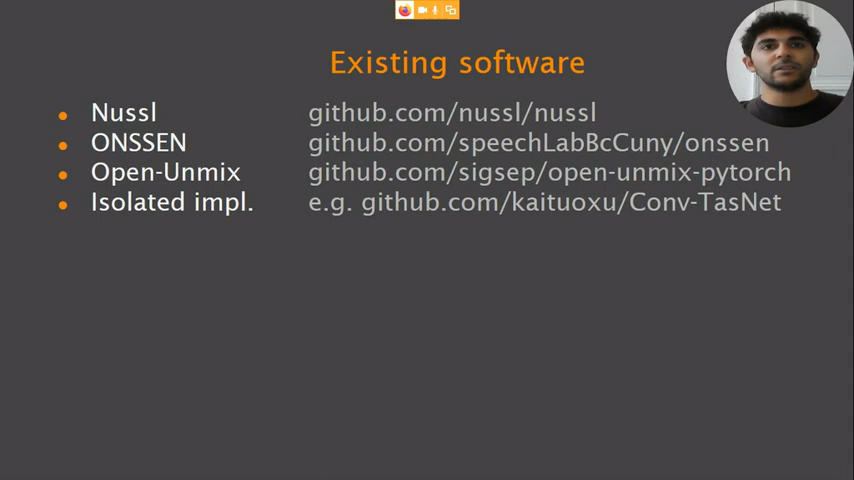 Existing software
• Nussl github.com/nussl/nussl
• ONSSEN github.com/speechLabBcCuny/onssen
• Open-Unmix github.com/sigsep/open-unmix-pytorch
• Isolated impl. e.g. github.com/kaituoxu/Conv-TasNet